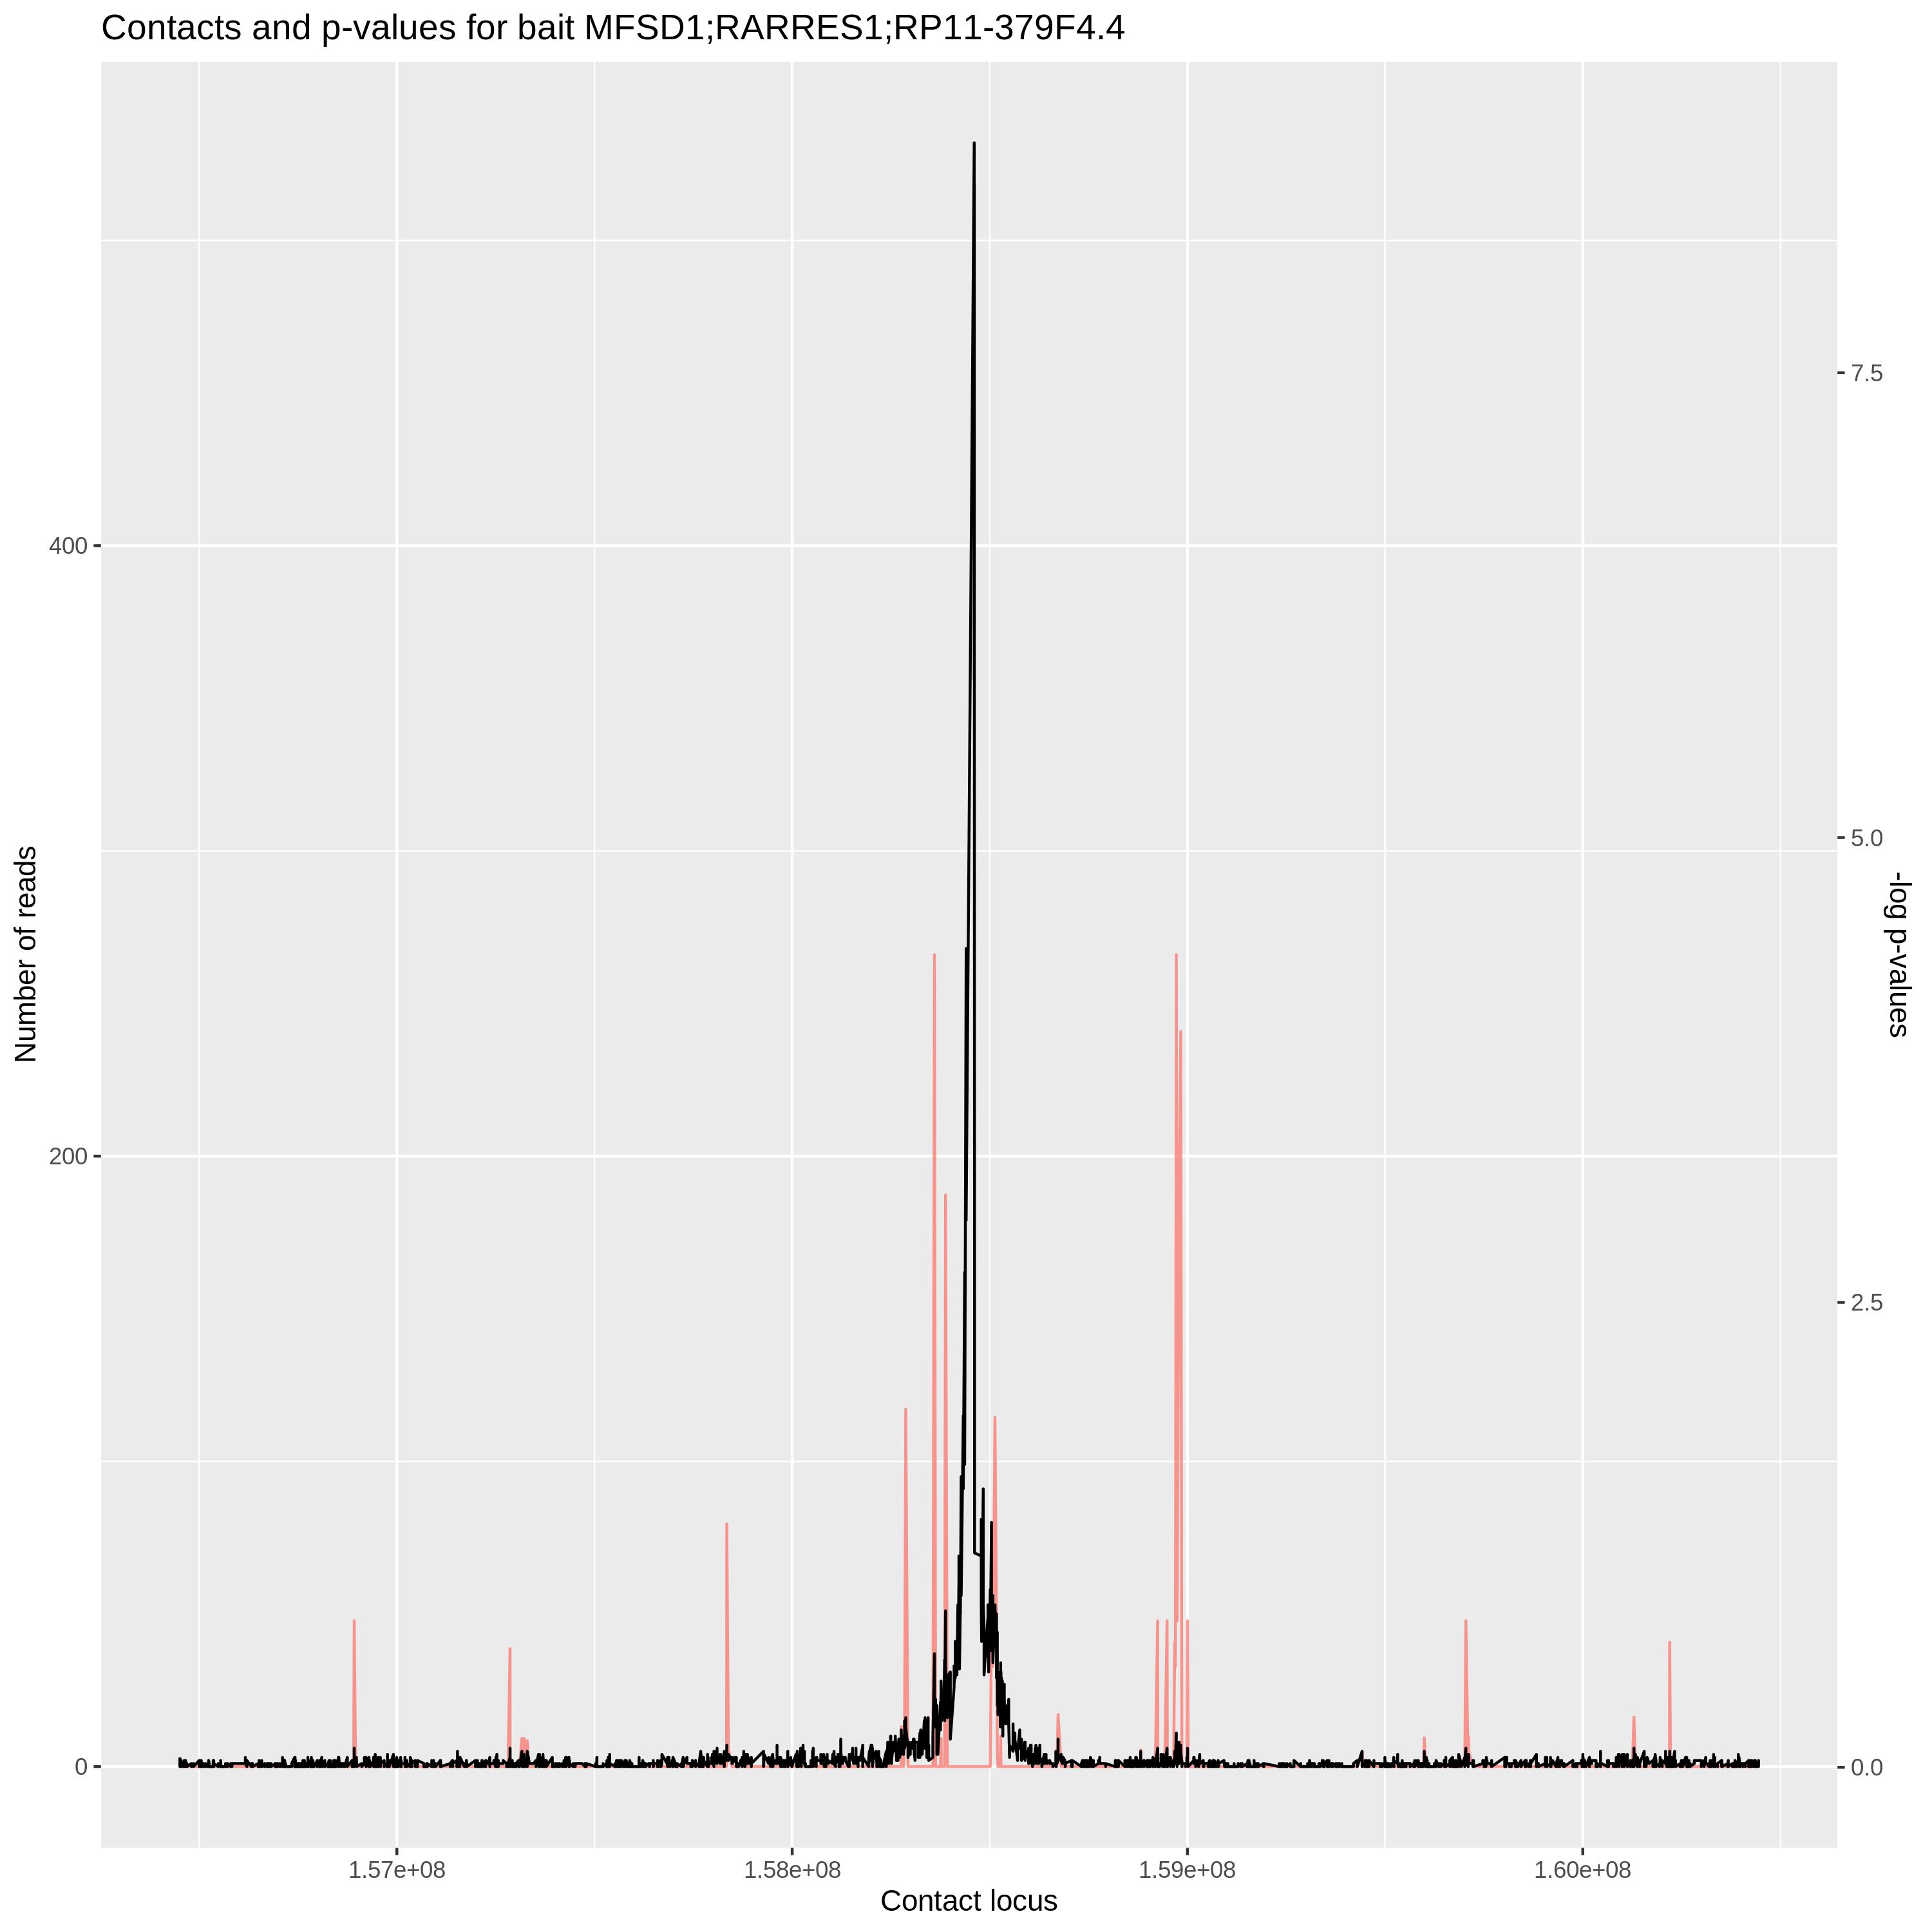 Contacts and p-values for bait MFSD1;RARRES1;RP11-379F4.4
Number of reads
400
200
0
7.5
5.0
2.5
0.0
-log p-values
1.57e+08
1.58e+08
1.59e+08
1.60e+08
Contact locus